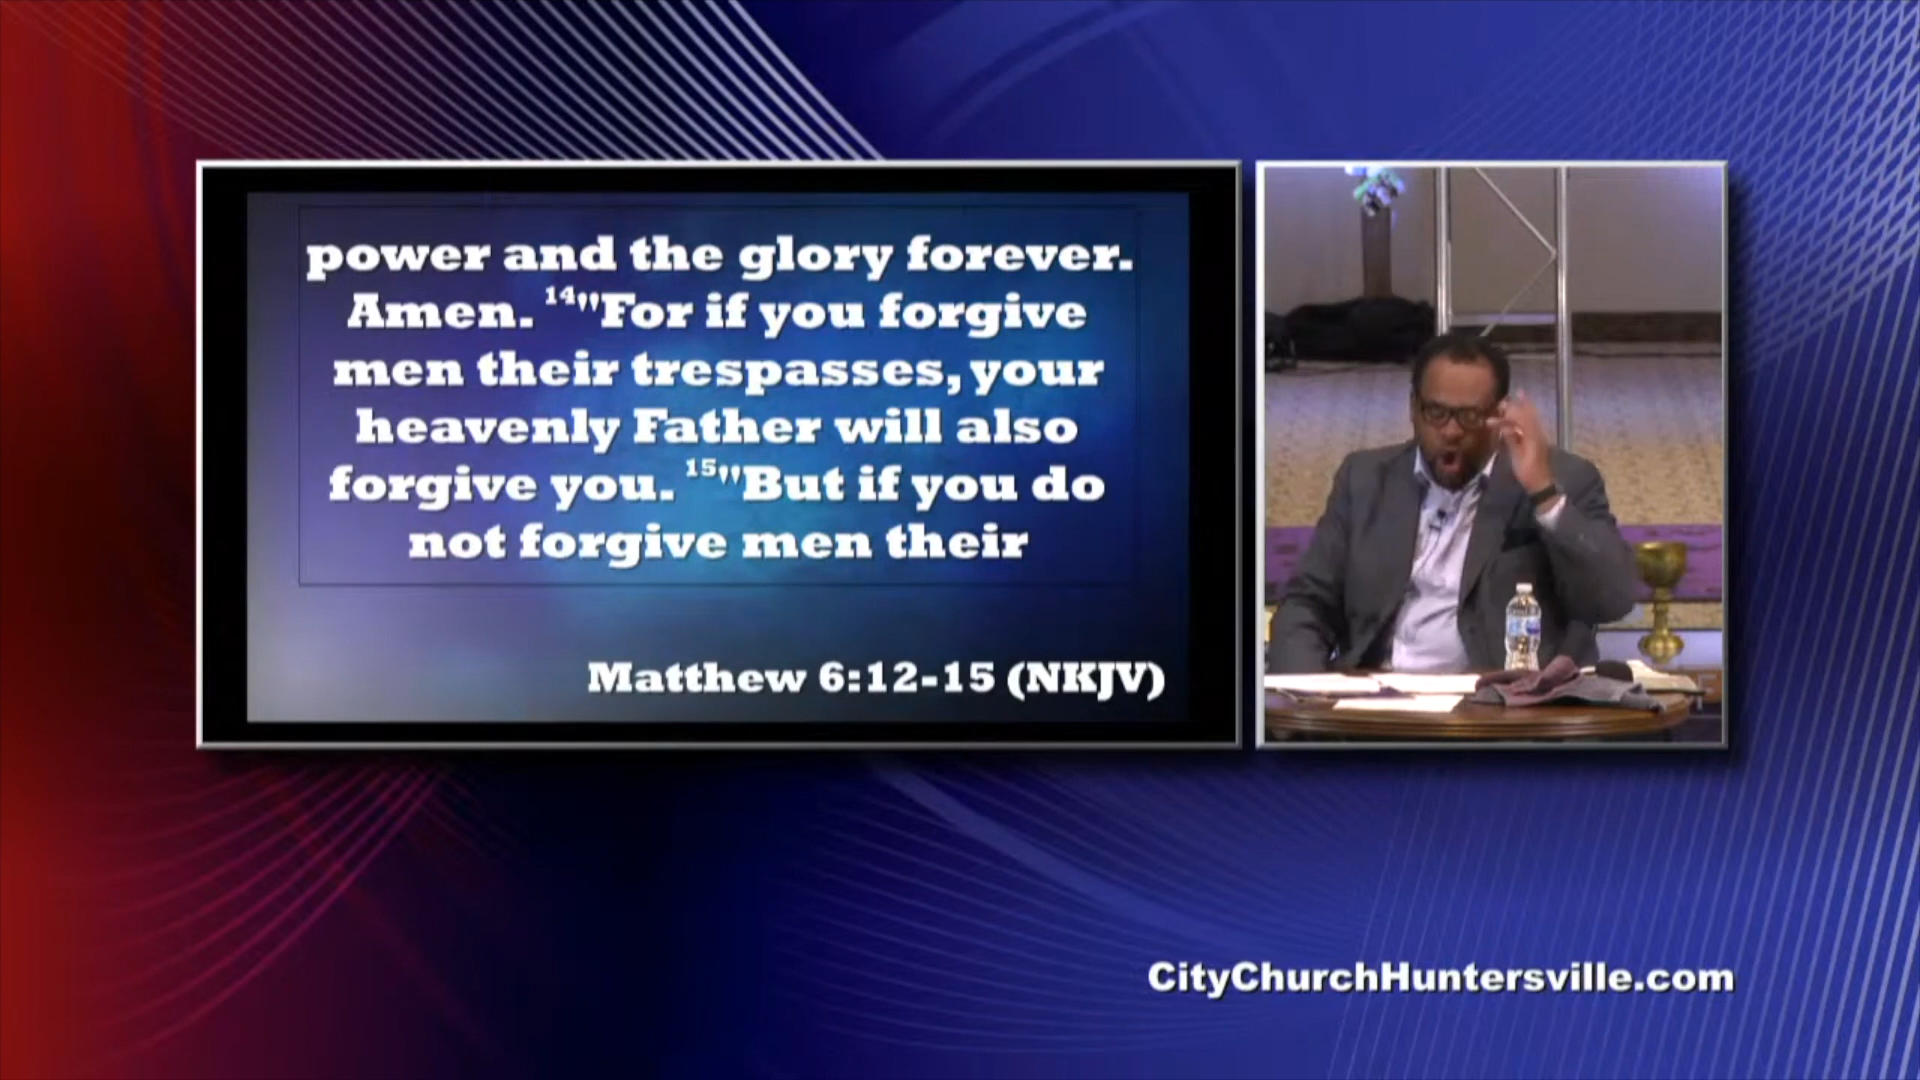 power and the glory forever.
Amen. 14"For if you forgive
men their trespasses, your
heavenly Father will also
forgive you. 15"But if you do
not forgive men their
Matthew 6:12-15 (NKJV)
CityChurchHuntersville.com